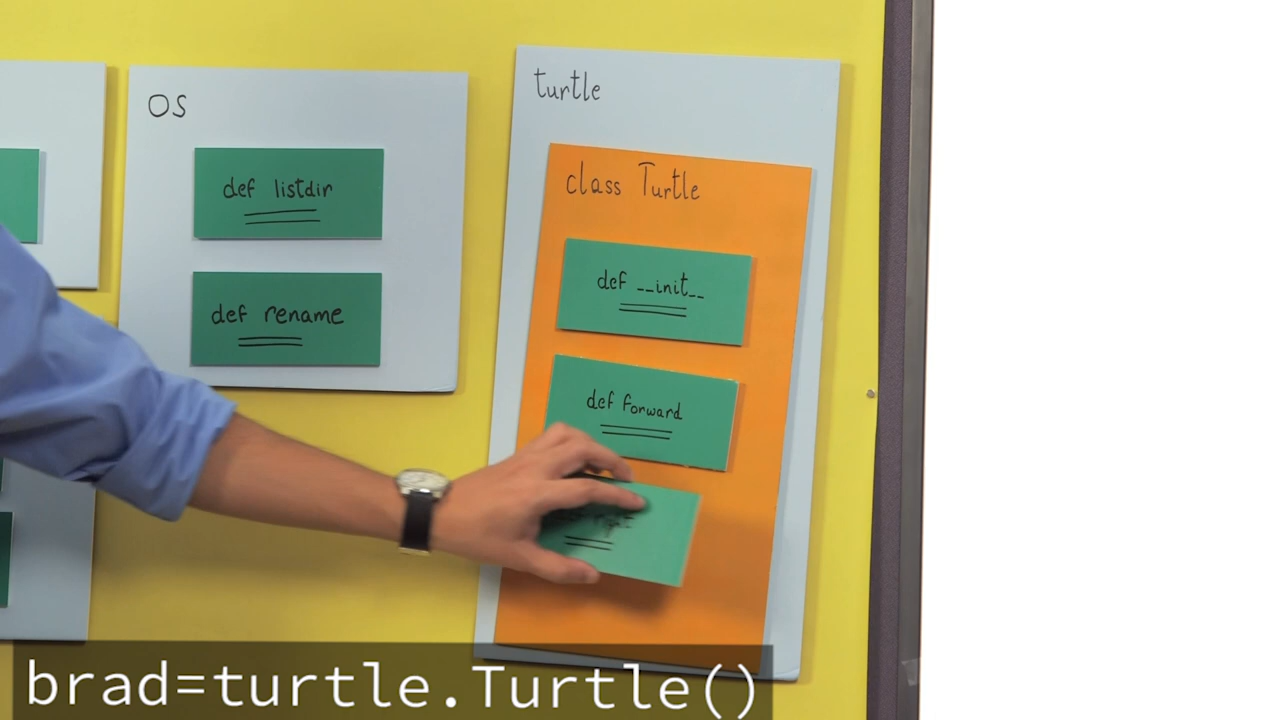 OS
def listdir
def rename
turtle
class Turtle
def __init__
def forward
brad=turtle.Turtle()